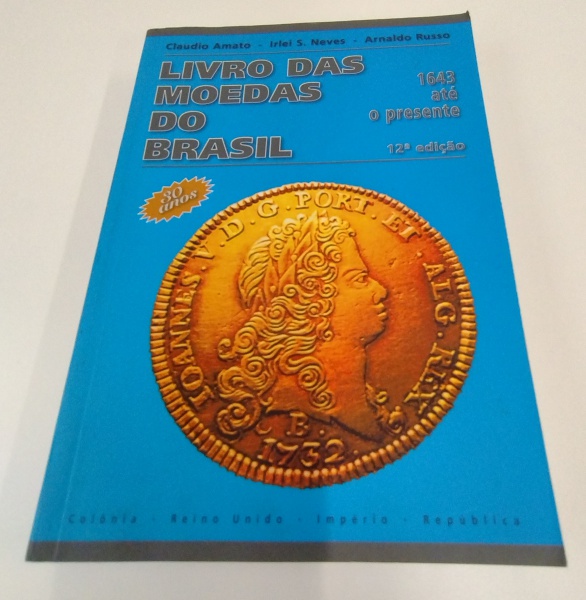 Claudio Amato · Irlei S. Neves · Arnaldo Russo
LIVRO DAS
MOEDAS
DO
BRASIL
1643
até
o presente
12ª edição
30
anos
IOANNES.V.D.G.PORT.ET.ALG.REX
B.
1732.
Colônia · Reino Unido · Império · República